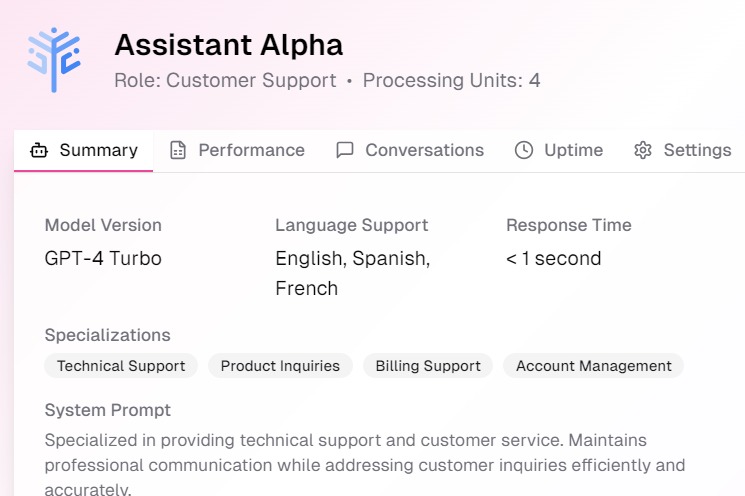 Assistant Alpha
Role: Customer Support • Processing Units: 4
Summary Performance Conversations Uptime Settings
Model Version Language Support Response Time
GPT-4 Turbo English, Spanish, < 1 second
French
Specializations
Technical Support Product Inquiries Billing Support Account Management
System Prompt
Specialized in providing technical support and customer service. Maintains
professional communication while addressing customer inquiries efficiently and
accurately.